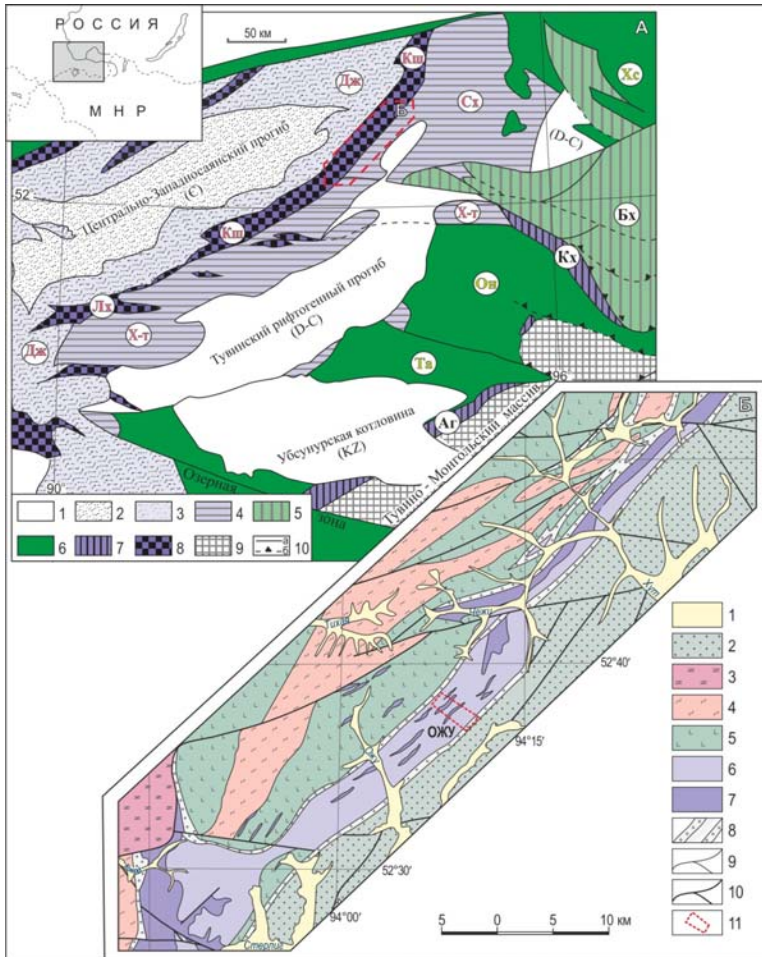 РОССИЯ
МНР
50 км
А
Кш
Дж
Б
Сх
Хс
(D-C)
Центрально-Западносаянский прогиб
(Є)
52
Кш
Х-т
Бх
Кх
Он
Лх
Х-т
Тувинский рифтогенный прогиб
(D-C)
Дж
Та
96
Аг
Убсунурская котловина
(KZ)
Тувино - Монгольский массив
90
Озерная зона
1
2
3
4
5
6
7
8
9
а
б
10
Б
Хут
52°40'
ОЖУ
94°15'
52°30'
94°00'
Стерлиг
1
2
3
4
5
6
7
8
9
10
11
5 0 5 10 км